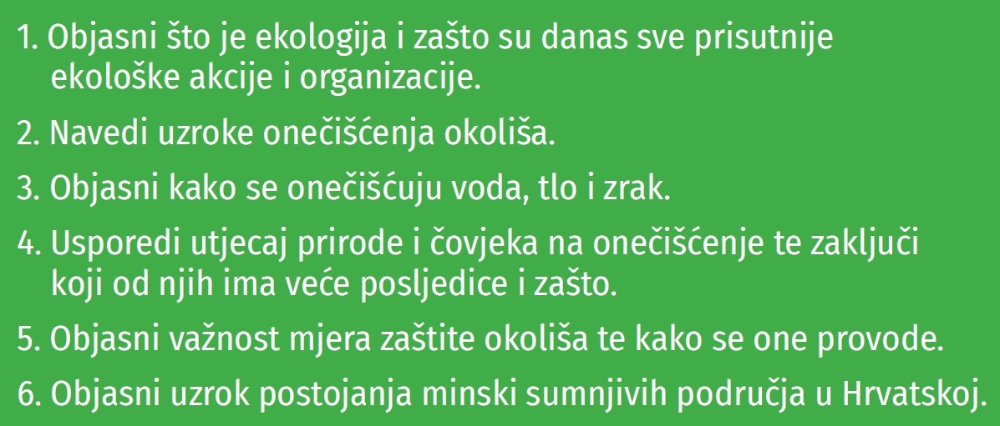 1. Objasni što je ekologija i zašto su danas sve prisutnije
ekološke akcije i organizacije.
2. Navedi uzroke onečišćenja okoliša.
3. Objasni kako se onečišćuju voda, tlo i zrak.
4. Usporedi utjecaj prirode i čovjeka na onečišćenje te zaključi
koji od njih ima veće posljedice i zašto.
5. Objasni važnost mjera zaštite okoliša te kako se one provode.
6. Objasni uzrok postojanja minski sumnjivih područja u Hrvatskoj.